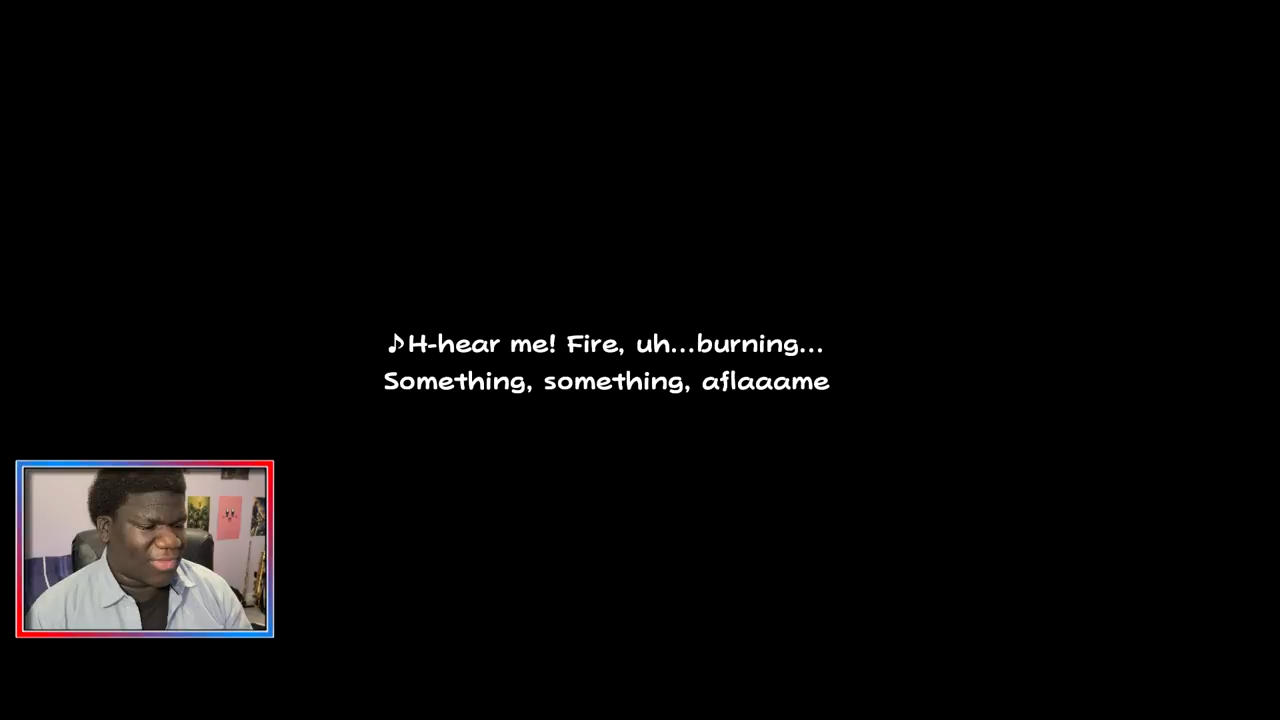 ♪H-hear me! Fire, uh...burning...
Something, something, aflaaame